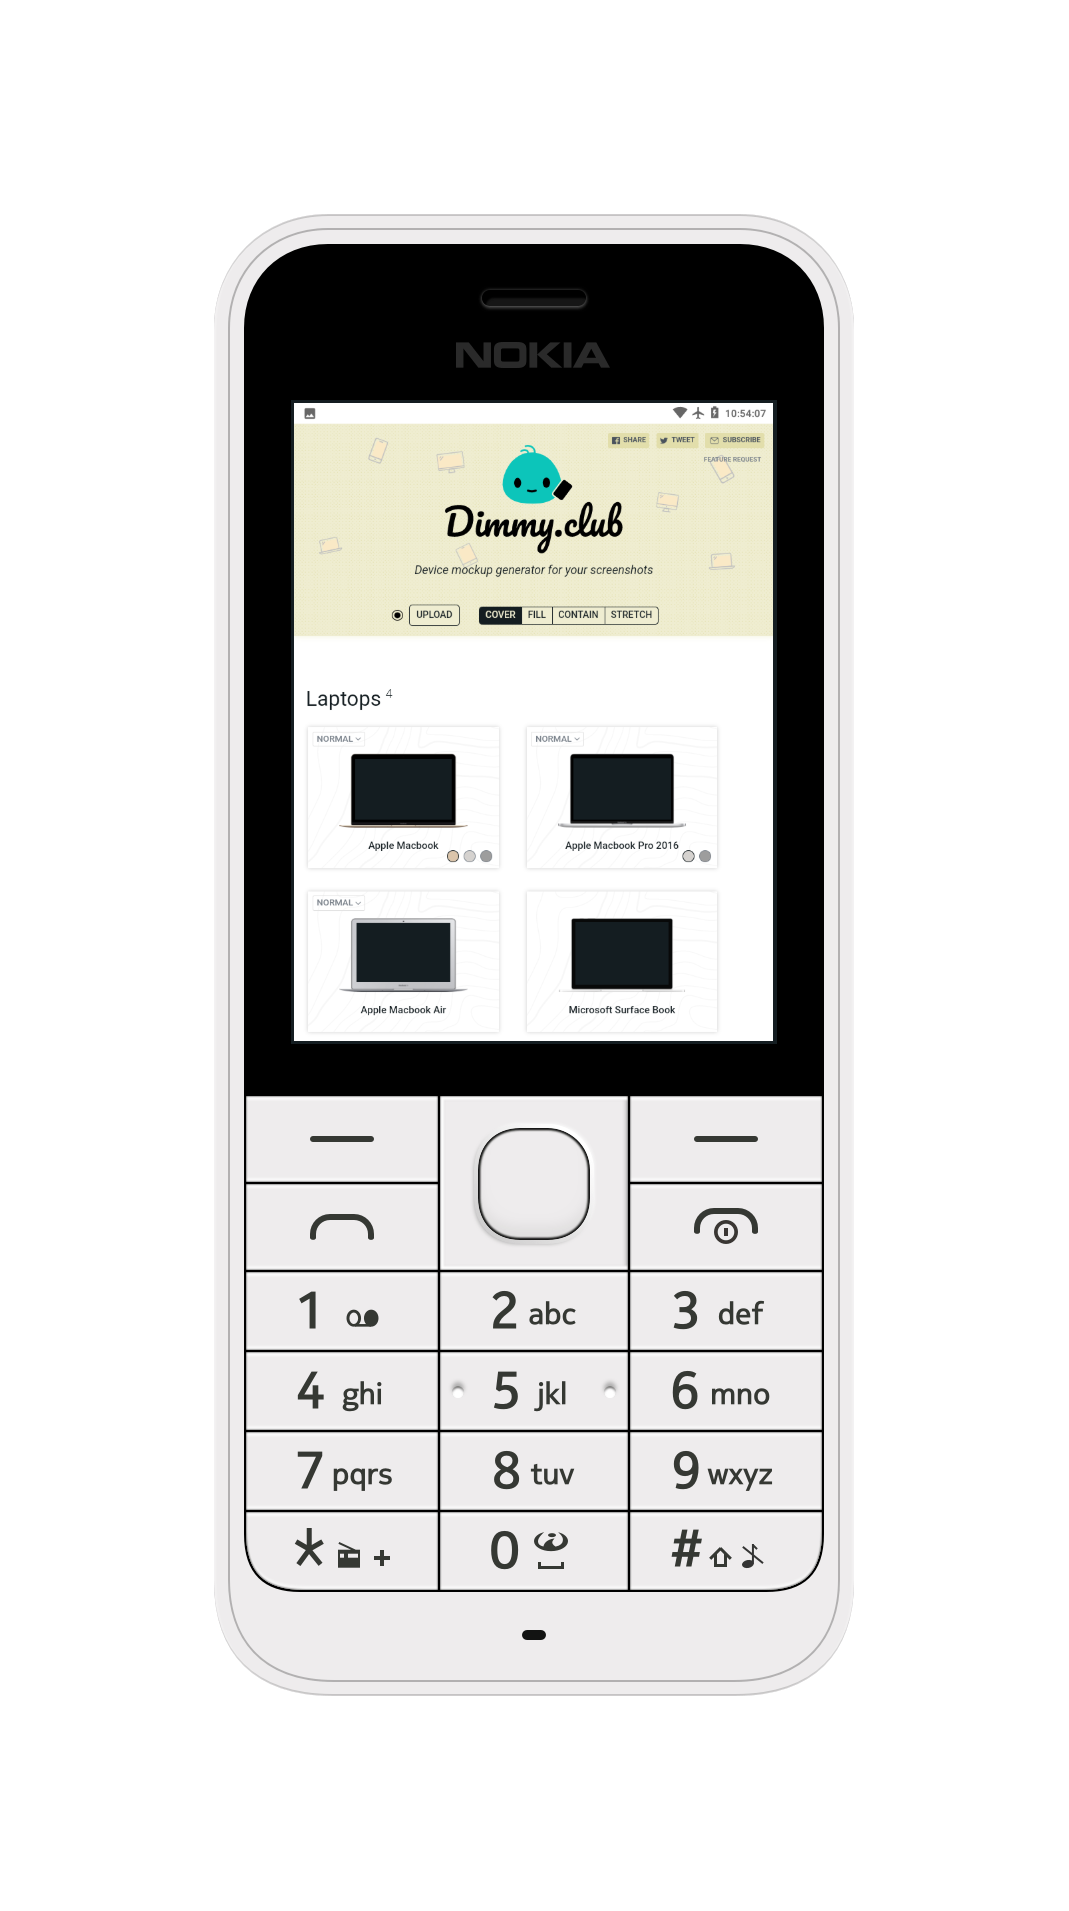 NOKIA
10:54:07
SHARE TWEET SUBSCRIBE
FEATURE REQUEST
Dimmy.club
Device mockup generator for your screenshots
UPLOAD COVER FILL CONTAIN STRETCH
Laptops 4
NORMAL NORMAL
Apple Macbook Apple Macbook Pro 2016
NORMAL
Apple Macbook Air Microsoft Surface Book
1 2 abc 3 def
4 ghi 5 jkl 6 mno
7 pqrs 8 tuv 9 wxyz
* + 0 #